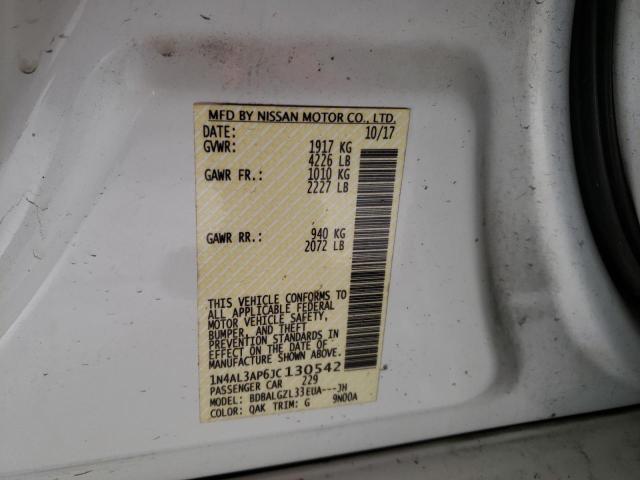 MFD BY NISSAN MOTOR CO., LTD.
DATE: 10/17
GVWR: 1917 KG
4226 LB
GAWR FR.: 1010 KG
2227 LB
GAWR RR.: 940 KG
2072 LB
THIS VEHICLE CONFORMS TO
ALL APPLICABLE FEDERAL
MOTOR VEHICLE SAFETY,
BUMPER, AND THEFT
PREVENTION STANDARDS IN
EFFECT ON THE DATE OF
MANUFACTURE SHOWN ABOVE.
1N4AL3AP6JC130542
PASSENGER CAR 229
MODEL: BDBALGZL33EUA---JH
COLOR: QAK TRIM: G 9N00A